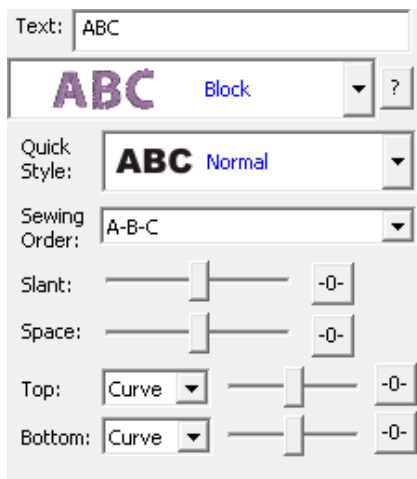 Text: ABC
ABC Block ?
Quick
Style: ABC Normal
Sewing
Order: A-B-C
Slant: -0-
Space: -0-
Top: Curve -0-
Bottom: Curve -0-